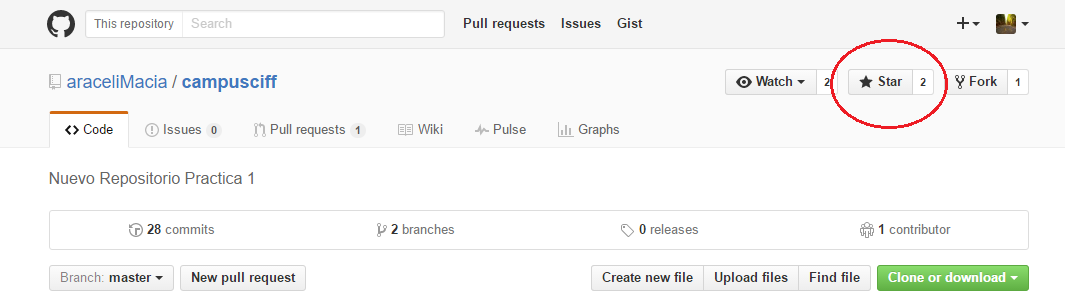 This repository Search Pull requests Issues Gist
araceliMacia / campusciff Watch 2 Star 2 Fork 1
Code Issues 0 Pull requests 1 Wiki Pulse Graphs
Nuevo Repositorio Practica 1
28 commits 2 branches 0 releases 1 contributor
Branch: master New pull request Create new file Upload files Find file Clone or download